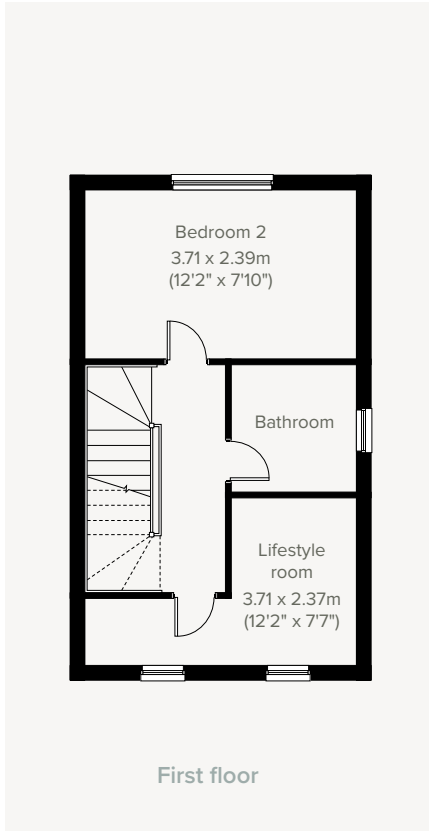 Bedroom 2
3.71 x 2.39m
(12'2" x 7'10")
Bathroom
Lifestyle
room
3.71 x 2.37m
(12'2" x 7'7")
First floor